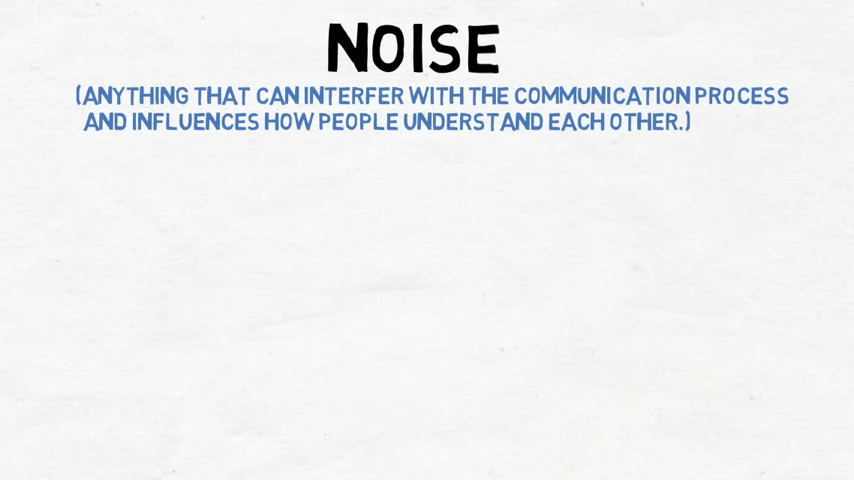 NOISE
(ANYTHING THAT CAN INTERFER WITH THE COMMUNICATION PROCESS
AND INFLUENCES HOW PEOPLE UNDERSTAND EACH OTHER.)